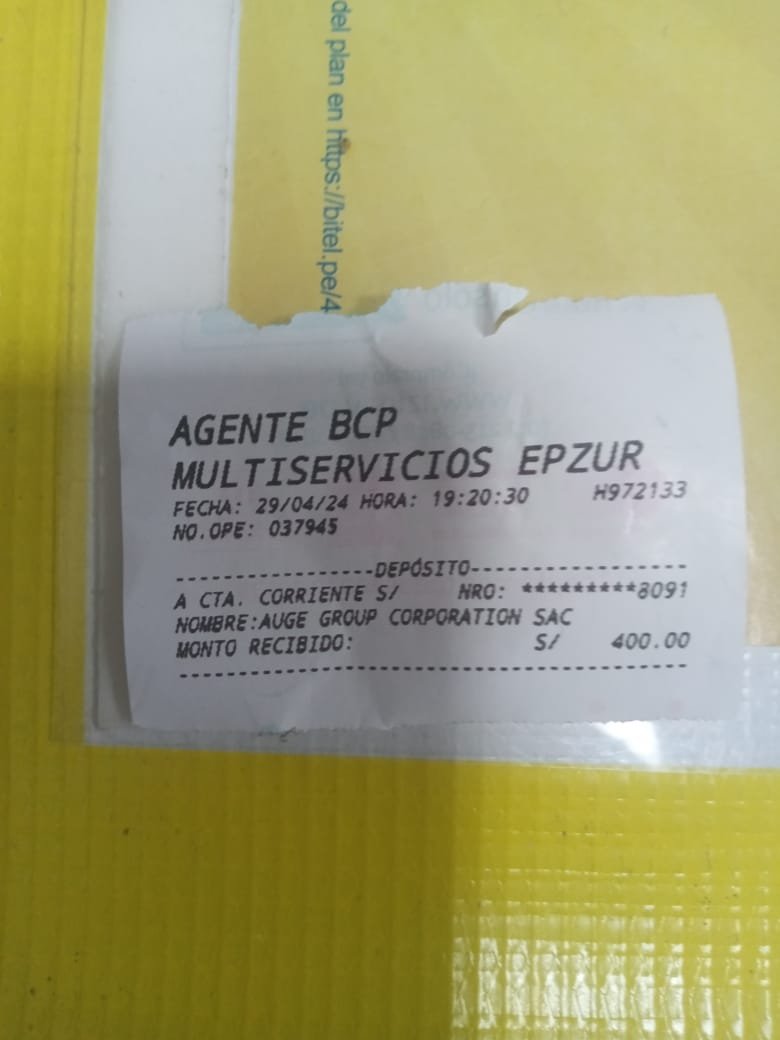 del plan en https://bitel.pe/4
AGENTE BCP
MULTISERVICIOS EPZUR
FECHA: 29/04/24 HORA: 19:20:30 H972133
NO.OPE: 037945
-----------------DEPÓSITO-----------------
A CTA. CORRIENTE S/ NRO: *********8091
NOMBRE:AUGE GROUP CORPORATION SAC
MONTO RECIBIDO: S/ 400.00
------------------------------------------